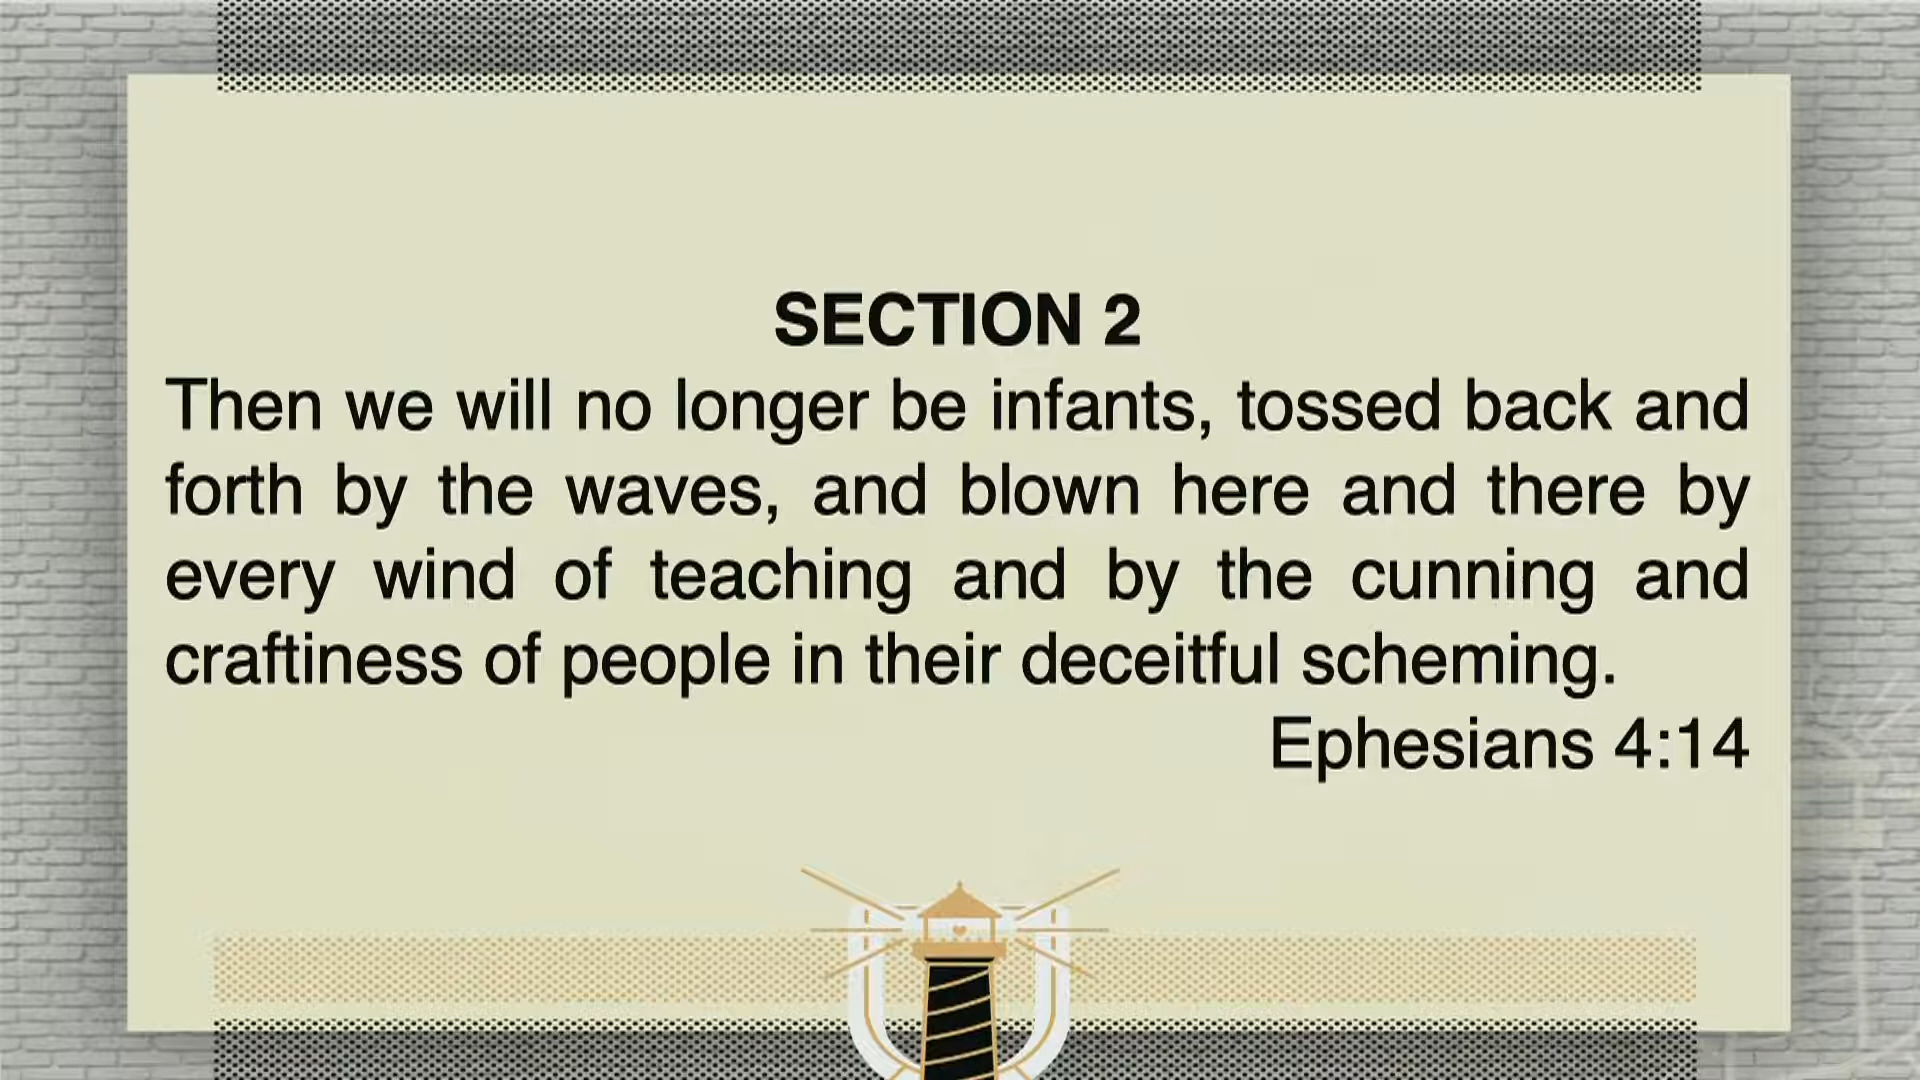 SECTION 2
Then we will no longer be infants, tossed back and
forth by the waves, and blown here and there by
every wind of teaching and by the cunning and
craftiness of people in their deceitful scheming.
Ephesians 4:14